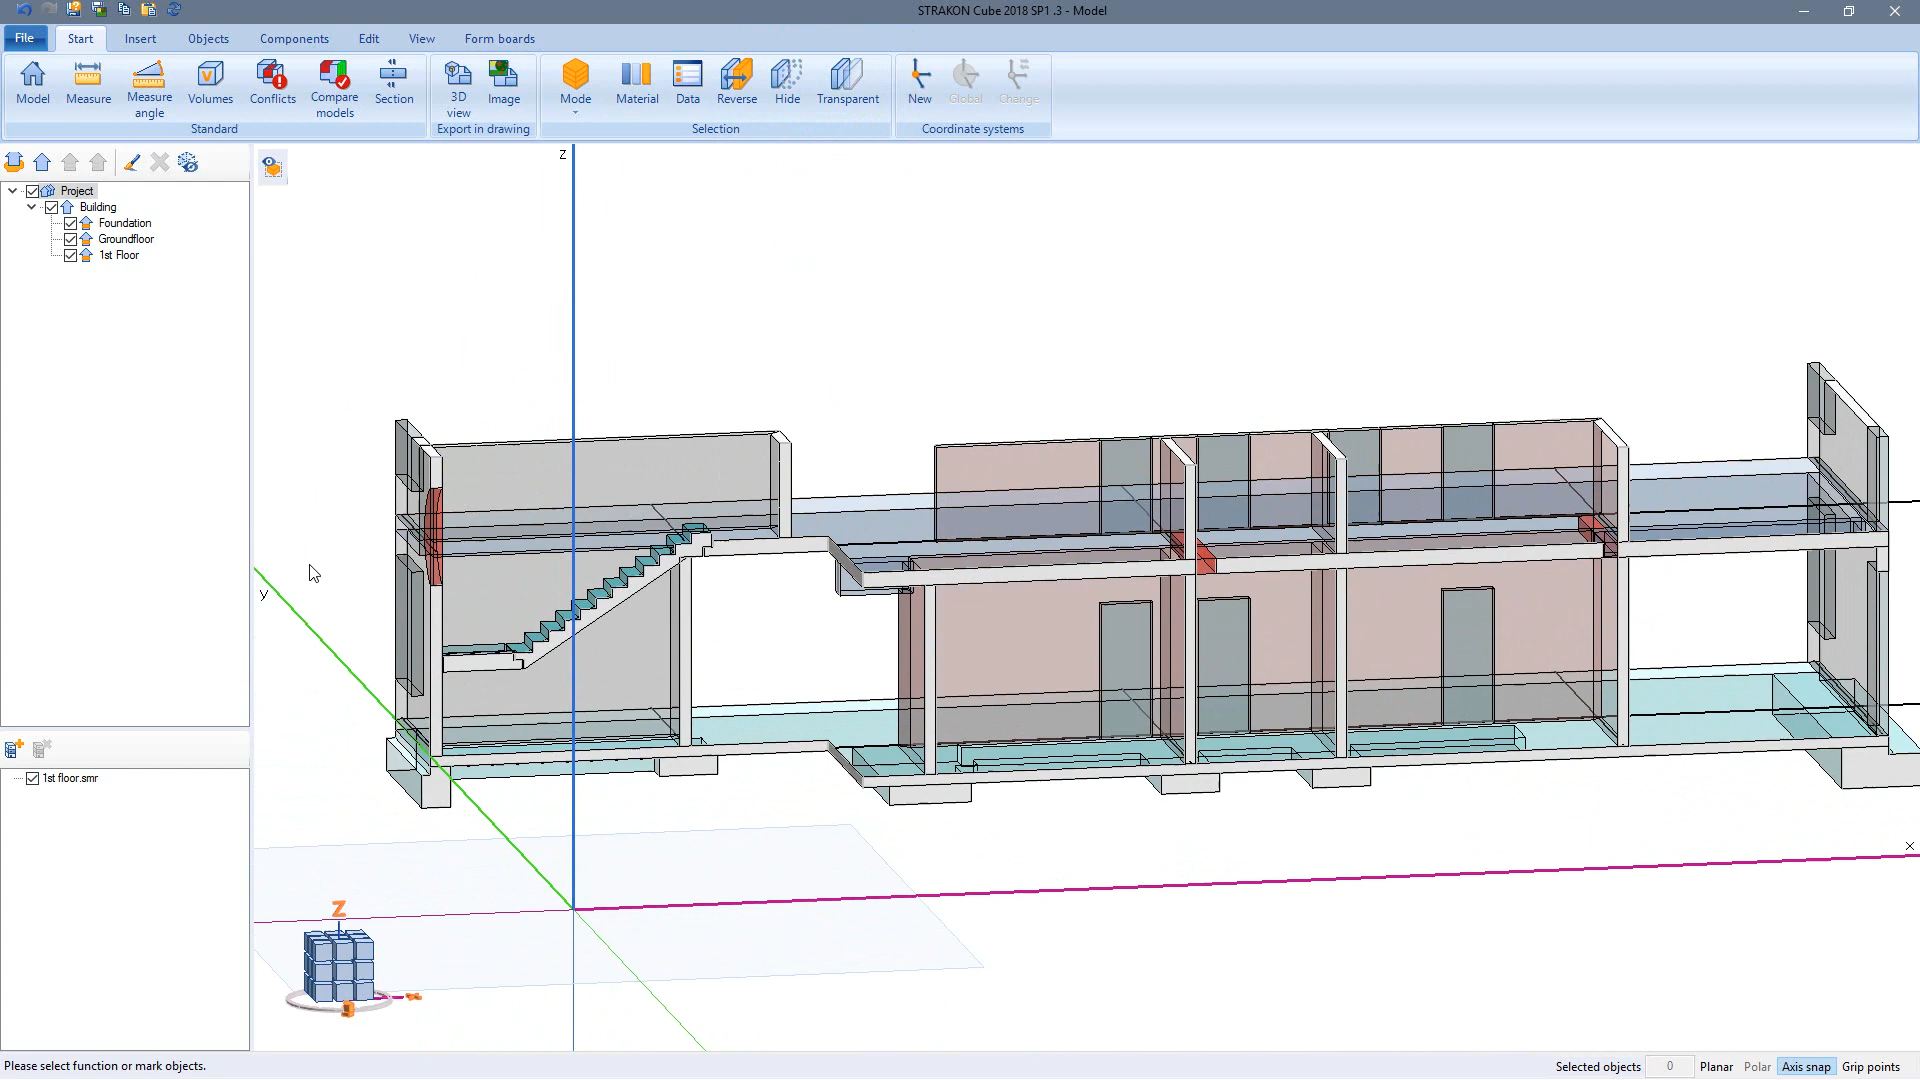 STRAKON Cube 2018 SP1 .3 - Model
File Start Insert Objects Components Edit View Form boards
Model
Measure
Measure angle
Volumes
Conflicts
Compare models
Section
Standard
3D view
Image
Export in drawing
Mode
Material
Data
Reverse
Hide
Transparent
Selection
New
Global
Change
Coordinate systems
Project
Building
Foundation
Groundfloor
1st Floor
1st floor.smr
Z
y
x
Z
Please select function or mark objects.
Selected objects 0 Planar Polar Axis snap Grip points